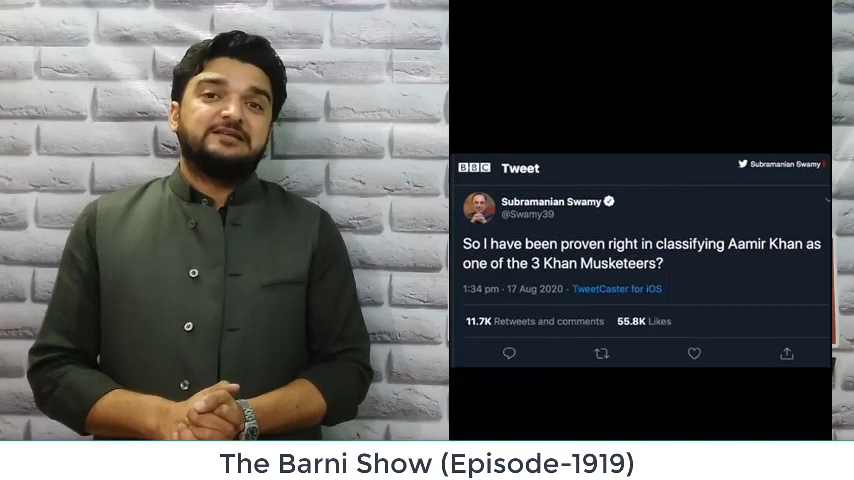 BBC Tweet
Subramanian Swamy
Subramanian Swamy
@Swamy39
So I have been proven right in classifying Aamir Khan as
one of the 3 Khan Musketeers?
1:34 pm · 17 Aug 2020 · TweetCaster for iOS
11.7K Retweets and comments 55.8K Likes
The Barni Show (Episode-1919)